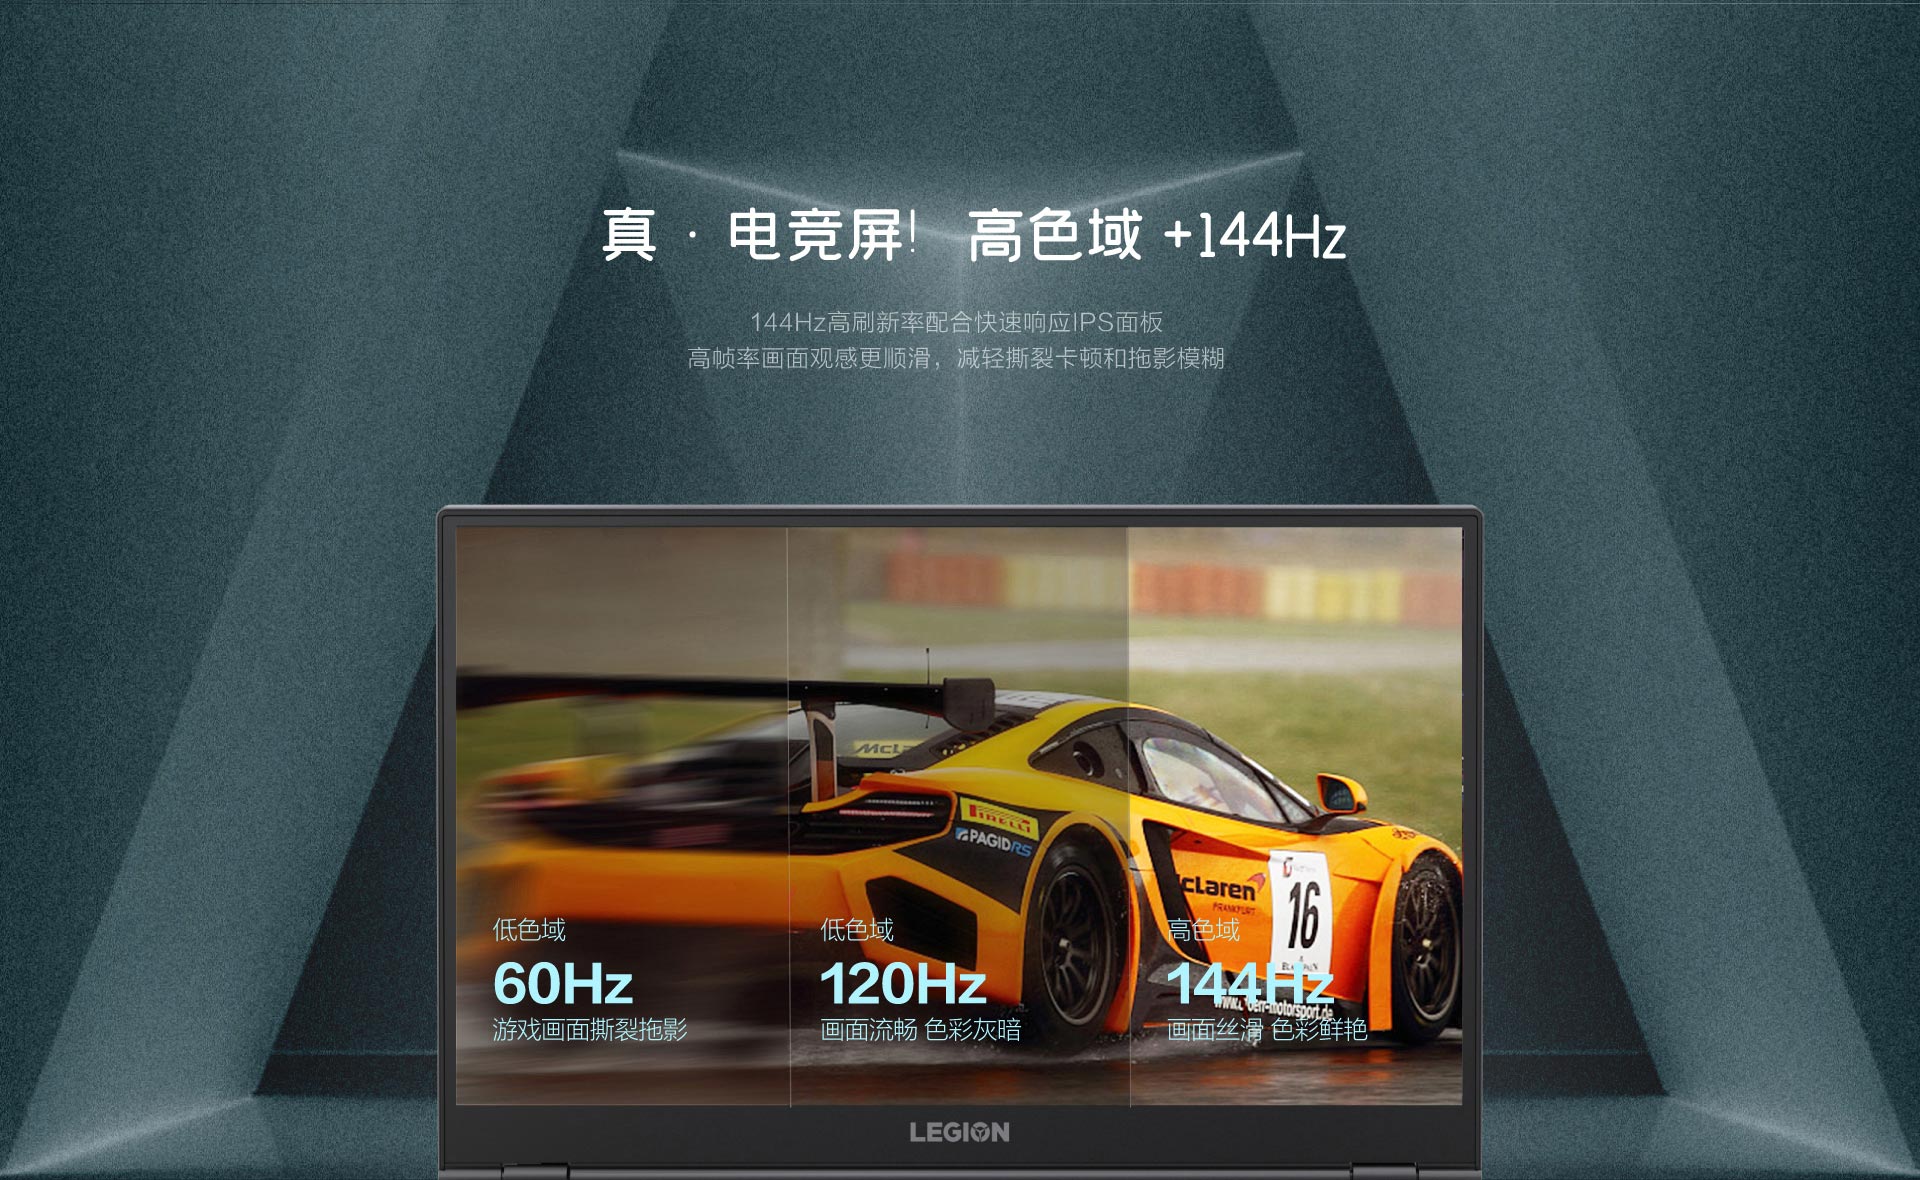 真 · 电竞屏! 高色域 +144Hz
144Hz高刷新率配合快速响应IPS面板
高帧率画面观感更顺滑，减轻撕裂卡顿和拖影模糊
McLa
PIRELLI
PAGID RS
cLaren
FRANKFURT
16
低色域
60Hz
游戏画面撕裂拖影
低色域
120Hz
画面流畅 色彩灰暗
高色域
144Hz
画面丝滑 色彩鲜艳
LEGION